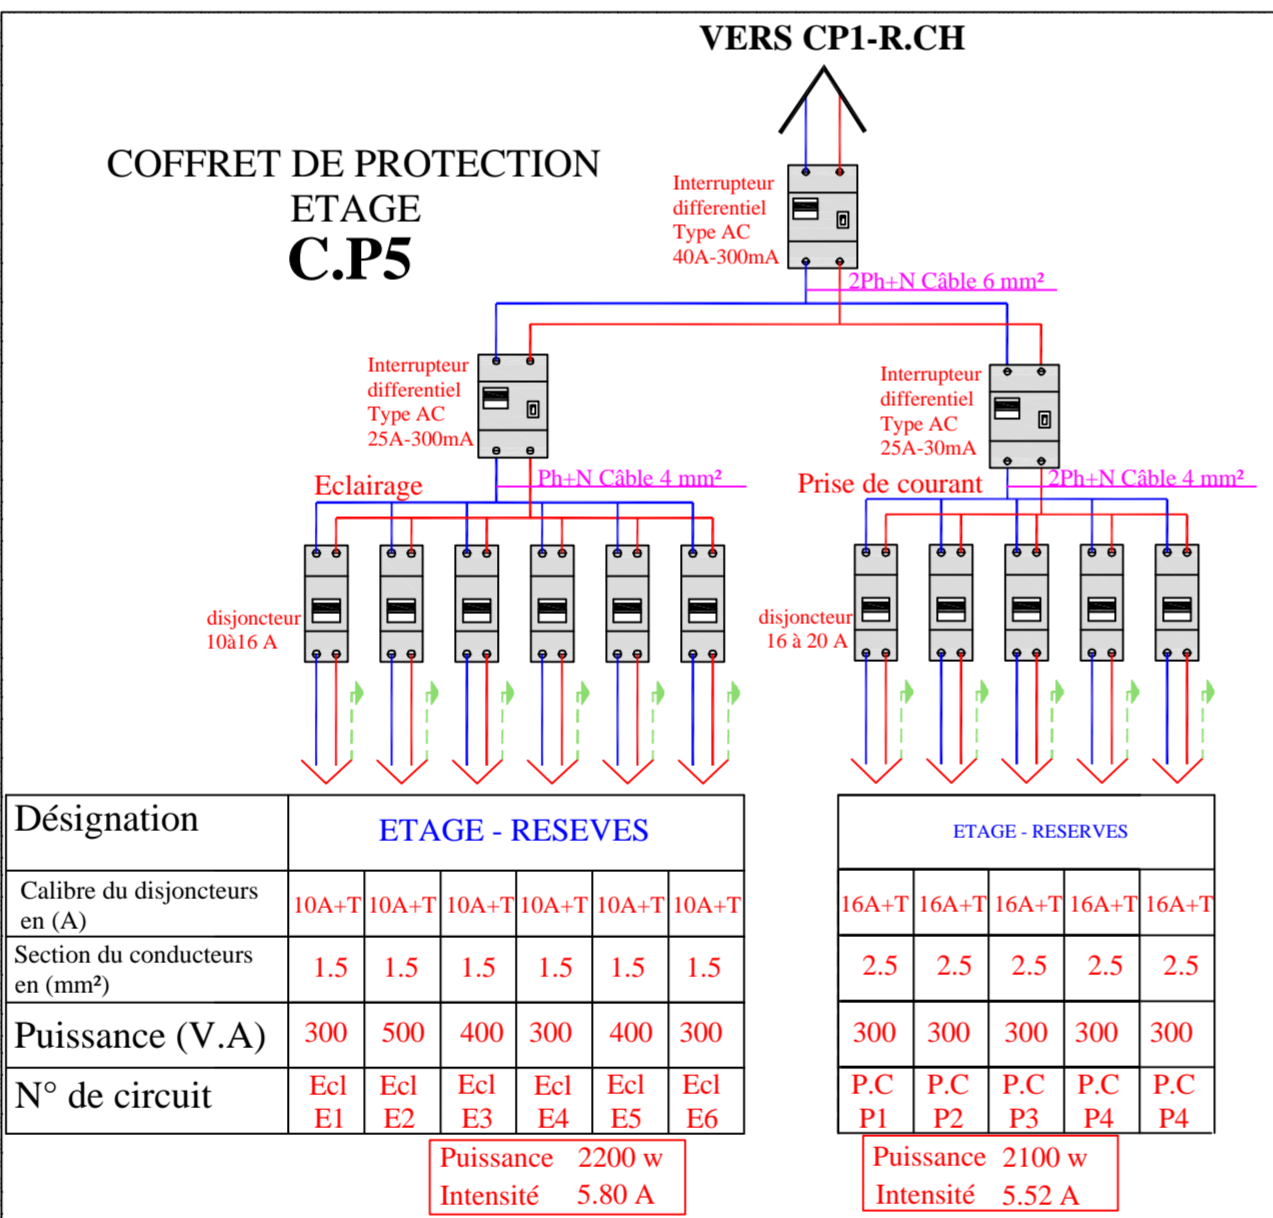 VERS CP1-R.CH
COFFRET DE PROTECTION
ETAGE
C.P5
Interrupteur
differentiel
Type AC
40A-300mA
2Ph+N Câble 6 mm²
Interrupteur
differentiel
Type AC
25A-300mA
Interrupteur
differentiel
Type AC
25A-30mA
Eclairage
Ph+N Câble 4 mm²
Prise de courant
2Ph+N Câble 4 mm²
disjoncteur
10à16 A
disjoncteur
16 à 20 A
Désignation
ETAGE - RESEVES
ETAGE - RESERVES
Calibre du disjoncteurs
en (A)
10A+T 10A+T 10A+T 10A+T 10A+T 10A+T
16A+T 16A+T 16A+T 16A+T 16A+T
Section du conducteurs
en (mm²)
1.5 1.5 1.5 1.5 1.5 1.5
2.5 2.5 2.5 2.5 2.5
Puissance (V.A)
300 500 400 300 400 300
300 300 300 300 300
N° de circuit
Ecl Ecl Ecl Ecl Ecl Ecl
E1 E2 E3 E4 E5 E6
P.C P.C P.C P.C P.C
P1 P2 P3 P4 P4
Puissance 2200 w
Intensité 5.80 A
Puissance 2100 w
Intensité 5.52 A